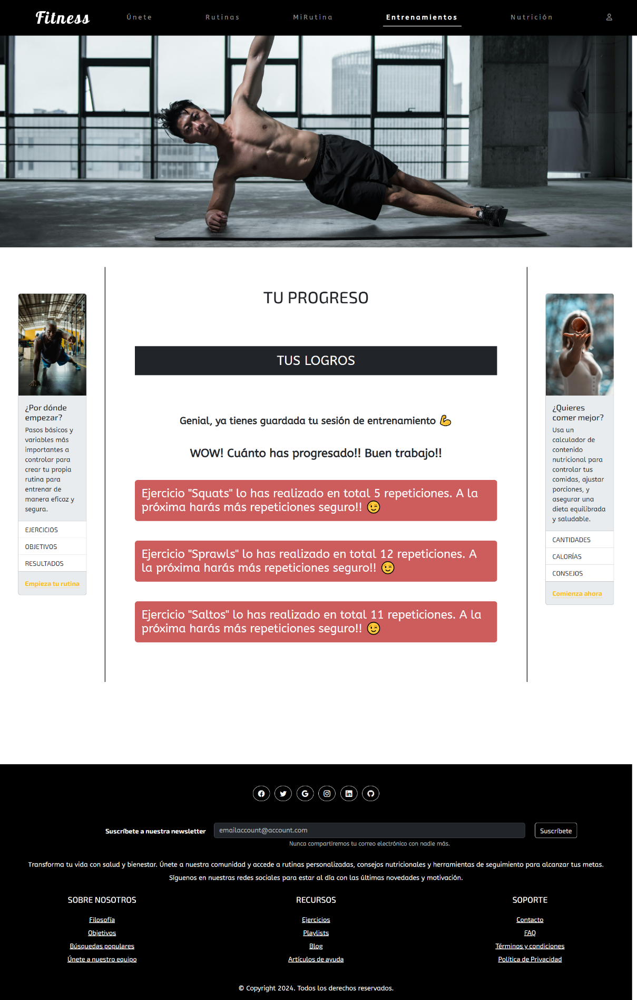 Fitness
Únete
Rutinas
MiRutina
Entrenamientos
Nutrición
TU PROGRESO
TUS LOGROS
Genial, ya tienes guardada tu sesión de entrenamiento 💪
WOW! Cuánto has progresado!! Buen trabajo!!
Ejercicio "Squats" lo has realizado en total 5 repeticiones. A la
próxima harás más repeticiones seguro!! 😉
Ejercicio "Sprawls" lo has realizado en total 12 repeticiones. A
la próxima harás más repeticiones seguro!! 😉
Ejercicio "Saltos" lo has realizado en total 11 repeticiones. A la
próxima harás más repeticiones seguro!! 😉
¿Por dónde
empezar?
Pasos básicos y
variables más
importantes a
controlar para
crear tu propia
rutina para
entrenar de
manera eficaz y
segura.
EJERCICIOS
OBJETIVOS
RESULTADOS
Empieza tu rutina
¿Quieres
comer mejor?
Usa un
calculador de
contenido
nutricional para
controlar tus
comidas, ajustar
porciones, y
asegurar una
dieta equilibrada
y saludable.
CANTIDADES
CALORÍAS
CONSEJOS
Comienza ahora
Suscríbete a nuestra newsletter
emailaccount@account.com
Suscríbete
Nunca compartiremos tu correo electrónico con nadie más.
Transforma tu vida con salud y bienestar. Únete a nuestra comunidad y accede a rutinas personalizadas, consejos nutricionales y herramientas de seguimiento para alcanzar tus metas.
Síguenos en nuestras redes sociales para estar al día con las últimas novedades y motivación.
SOBRE NOSOTROS
Filosofía
Objetivos
Búsquedas populares
Únete a nuestro equipo
RECURSOS
Ejercicios
Playlists
Blog
Artículos de ayuda
SOPORTE
Contacto
FAQ
Términos y condiciones
Política de Privacidad
© Copyright 2024. Todos los derechos reservados.